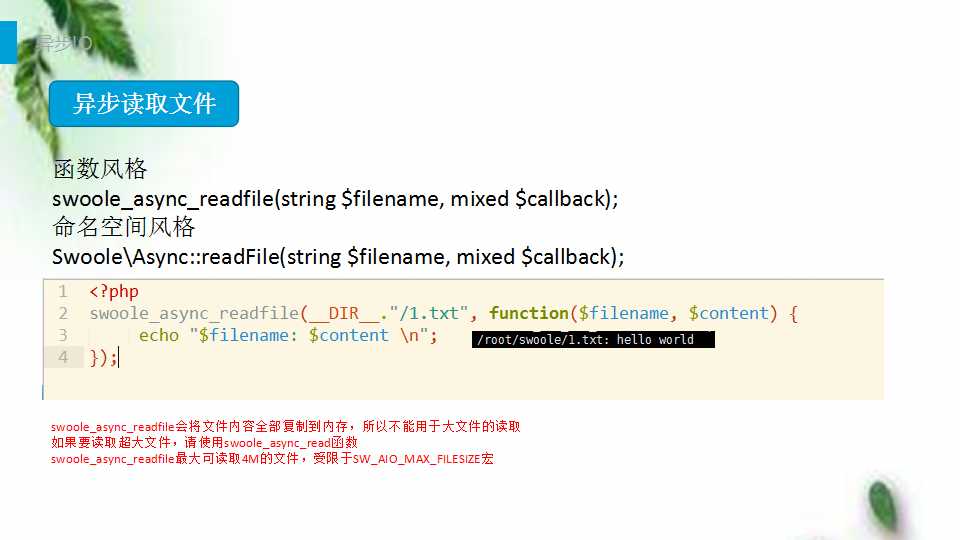 异步IO
异步读取文件
函数风格
swoole_async_readfile(string $filename, mixed $callback);
命名空间风格
Swoole\Async::readFile(string $filename, mixed $callback);
1 <?php
2 swoole_async_readfile(__DIR__."/1.txt", function($filename, $content) {
3 echo "$filename: $content \n";
/root/swoole/1.txt: hello world
4 });
swoole_async_readfile会将文件内容全部复制到内存，所以不能用于大文件的读取
如果要读取超大文件，请使用swoole_async_read函数
swoole_async_readfile最大可读取4M的文件，受限于SW_AIO_MAX_FILESIZE宏